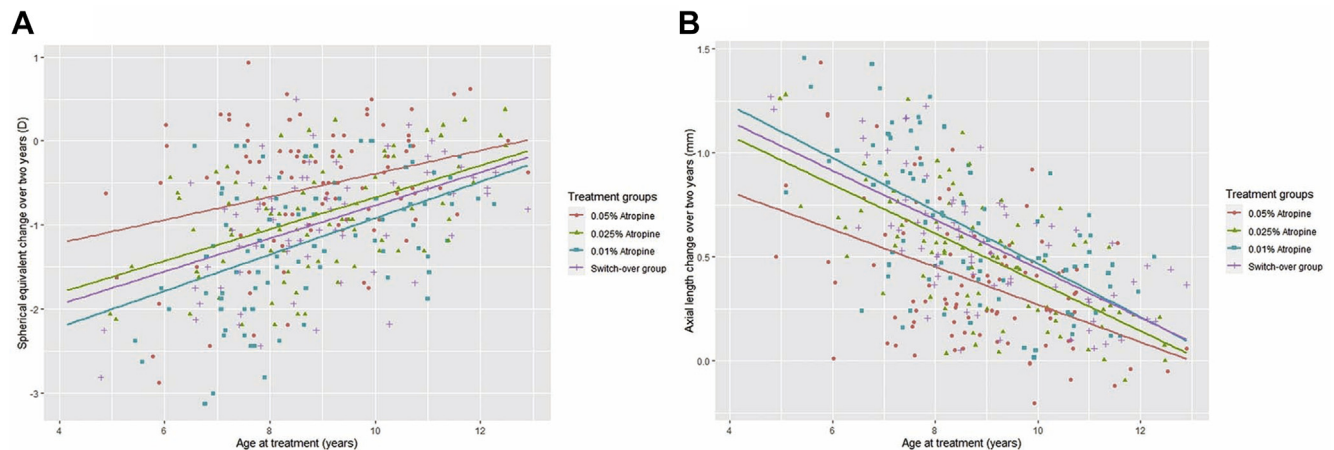 A
Spherical equivalent change over two years (D)
1
0
-1
-2
-3
4
6
8
10
12
Age at treatment (years)
Treatment groups
0.05% Atropine
0.025% Atropine
0.01% Atropine
Switch-over group
B
Axial length change over two years (mm)
1.5
1.0
0.5
0.0
4
6
8
10
12
Age at treatment (years)
Treatment groups
0.05% Atropine
0.025% Atropine
0.01% Atropine
Switch-over group